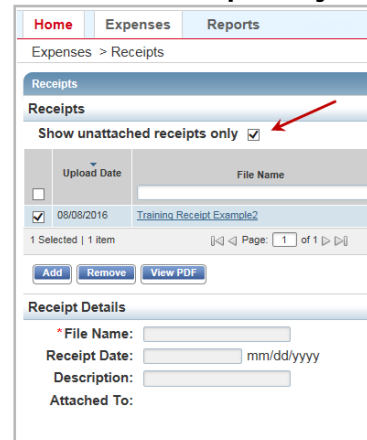 Home Expenses Reports
Expenses > Receipts
Receipts
Receipts
Show unattached receipts only
Upload Date File Name
08/08/2016 Training Receipt Example2
1 Selected | 1 item Page: 1 of 1
Add Remove View PDF
Receipt Details
*File Name:
Receipt Date: mm/dd/yyyy
Description:
Attached To: